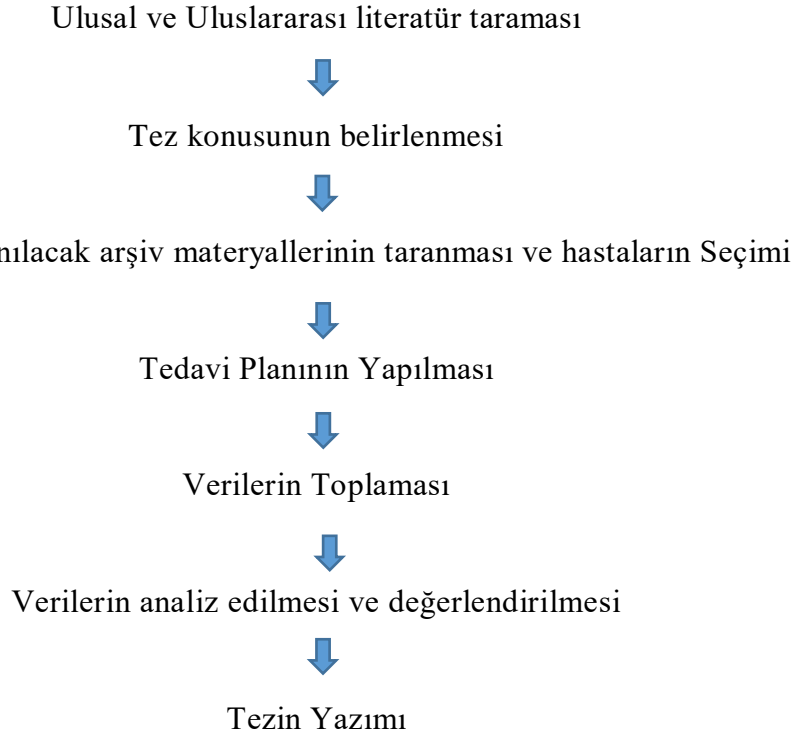 Ulusal ve Uluslararası literatür taraması
Tez konusunun belirlenmesi
nılacak arşiv materyallerinin taranması ve hastaların Seçimi
Tedavi Planının Yapılması
Verilerin Toplaması
Verilerin analiz edilmesi ve değerlendirilmesi
Tezin Yazımı